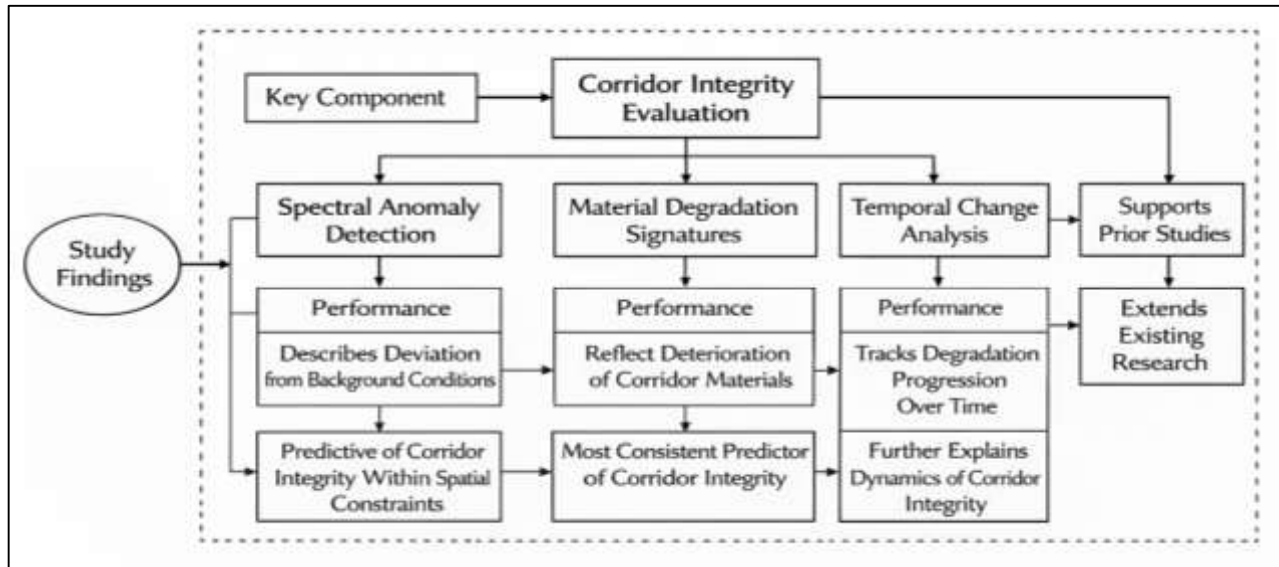 Key Component
Corridor Integrity
Evaluation
Study
Findings
Spectral Anomaly
Detection
Material Degradation
Signatures
Temporal Change
Analysis
Supports
Prior Studies
Performance
Describes Deviation
from Background Conditions
Performance
Reflect Deterioration
of Corridor Materials
Performance
Tracks Degradation
Progression
Over Time
Extends
Existing
Research
Predictive of Corridor
Integrity Within Spatial
Constraints
Most Consistent Predictor
of Corridor Integrity
Further Explains
Dynamics of Corridor
Integrity